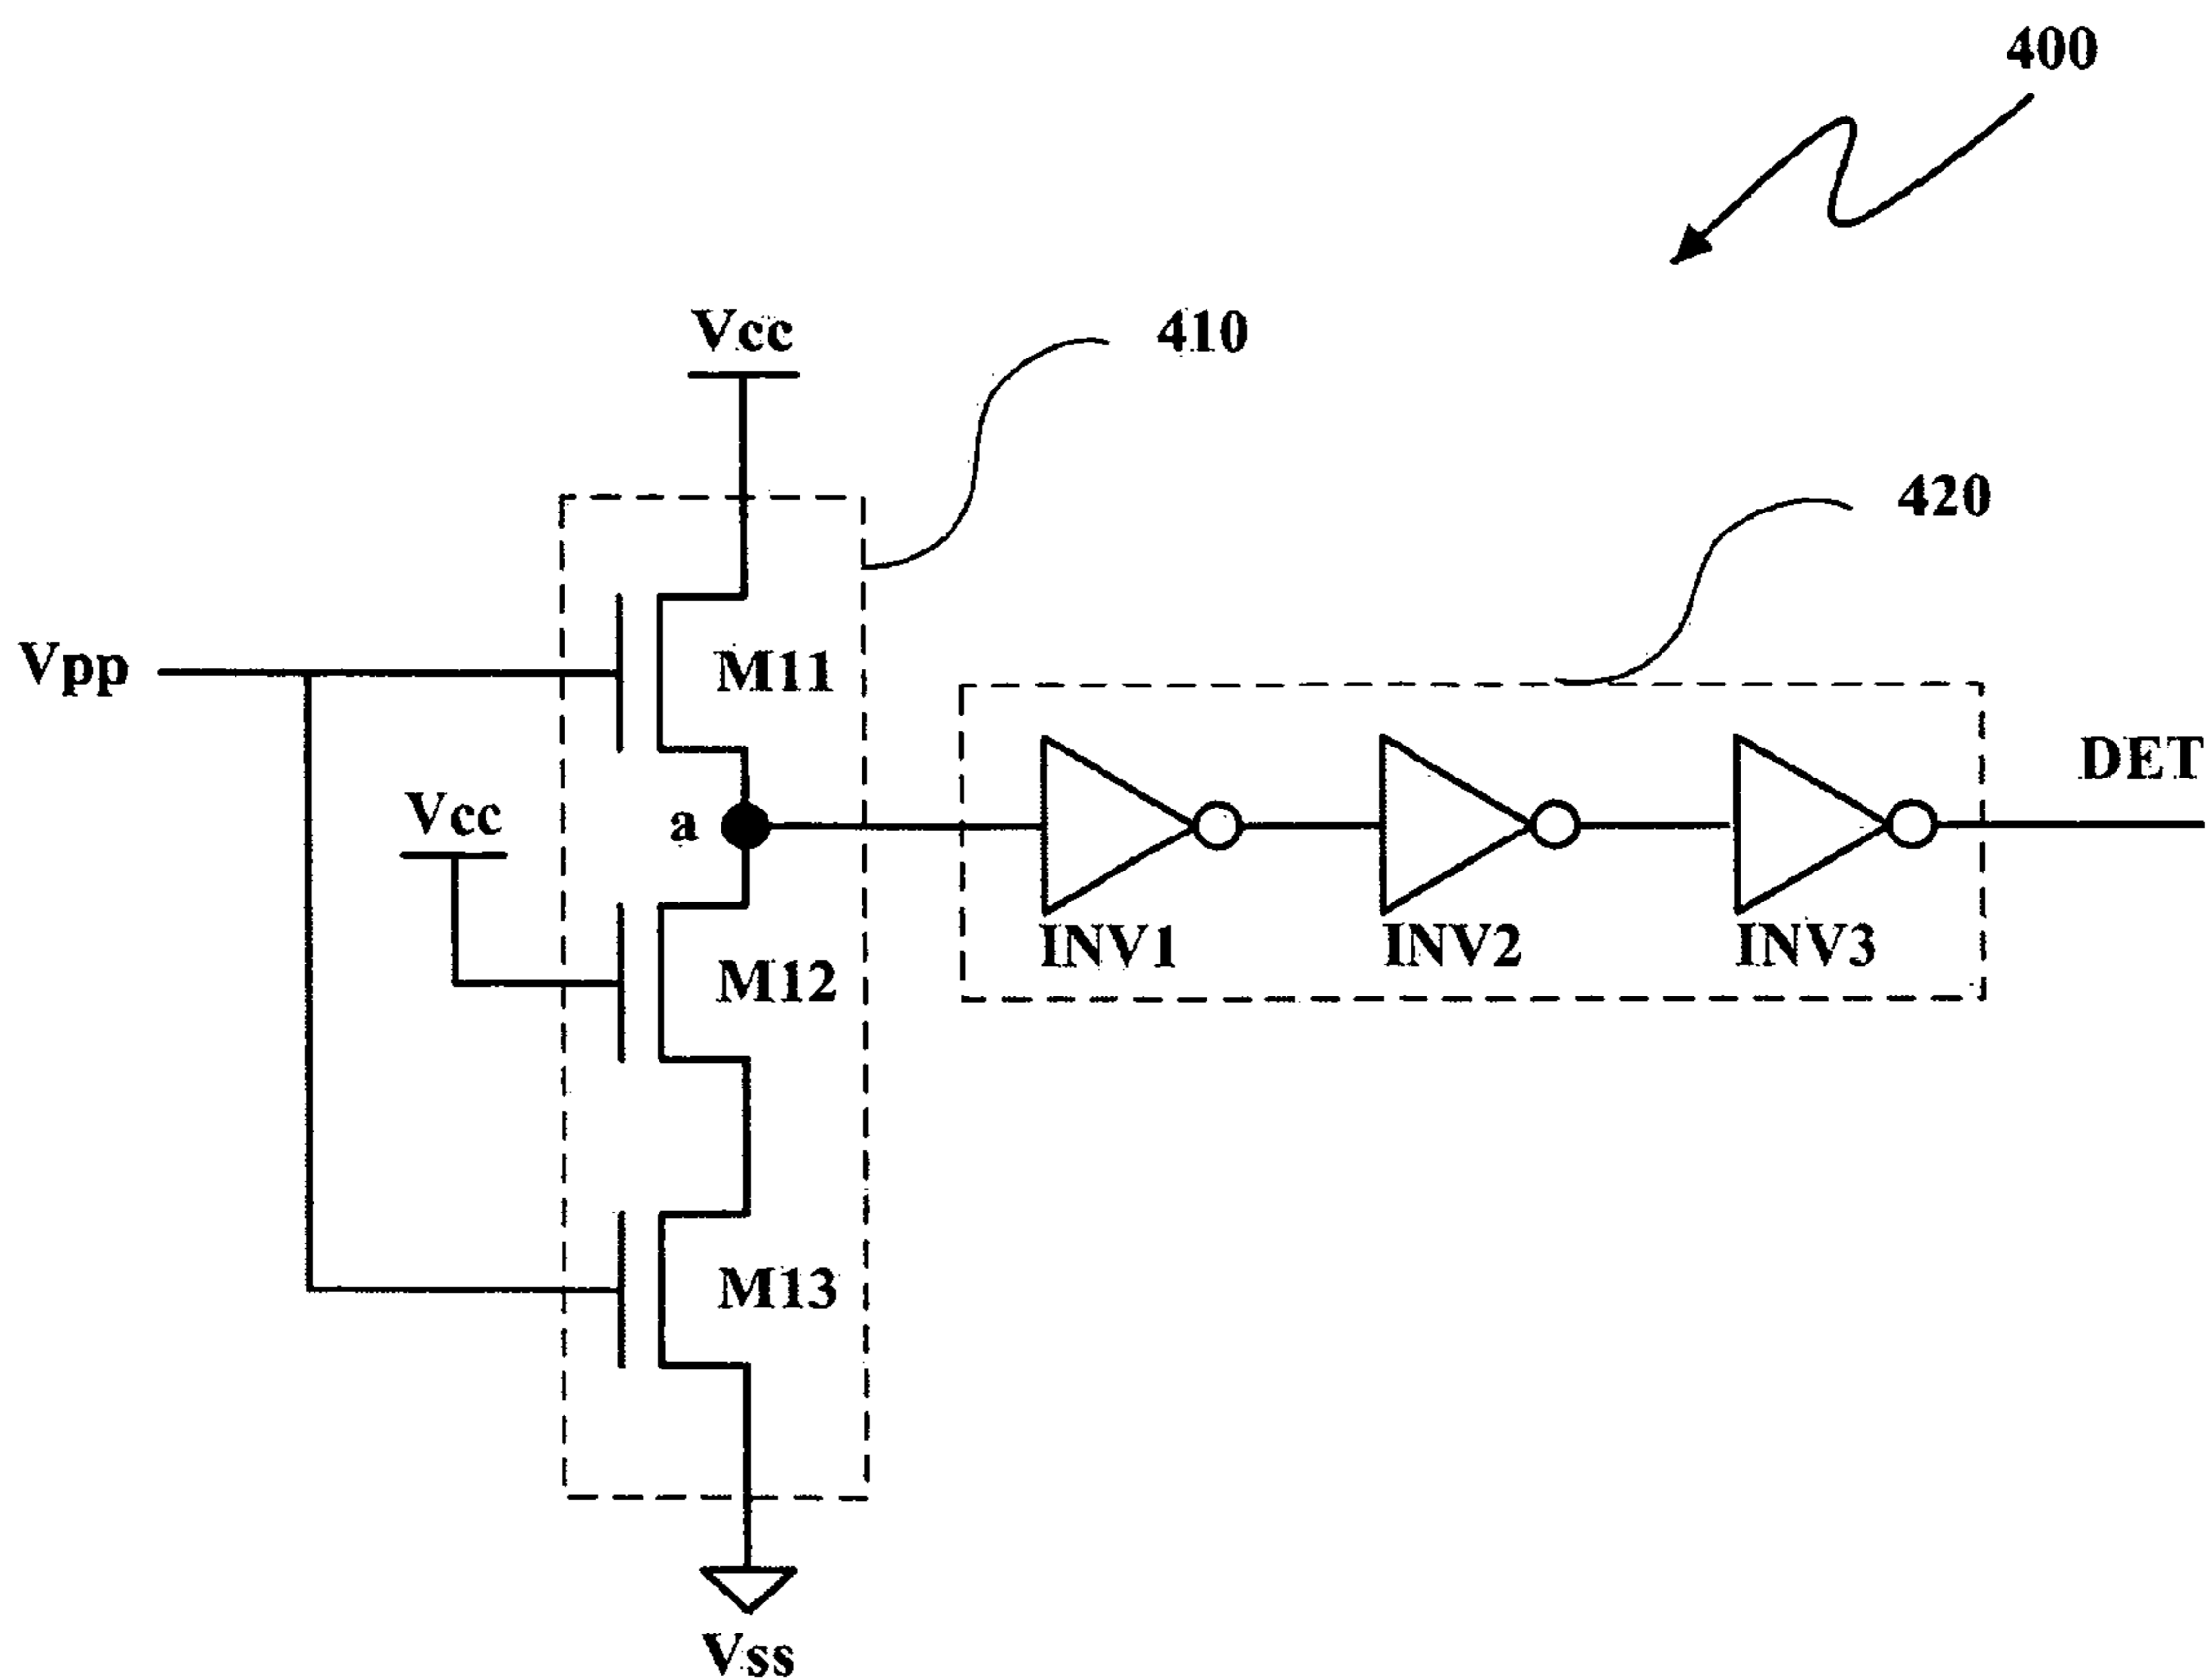 400
Vcc
410
420
Vpp
M11
DET
Vcc
a
INV1
INV2
INV3
M12
M13
Vss